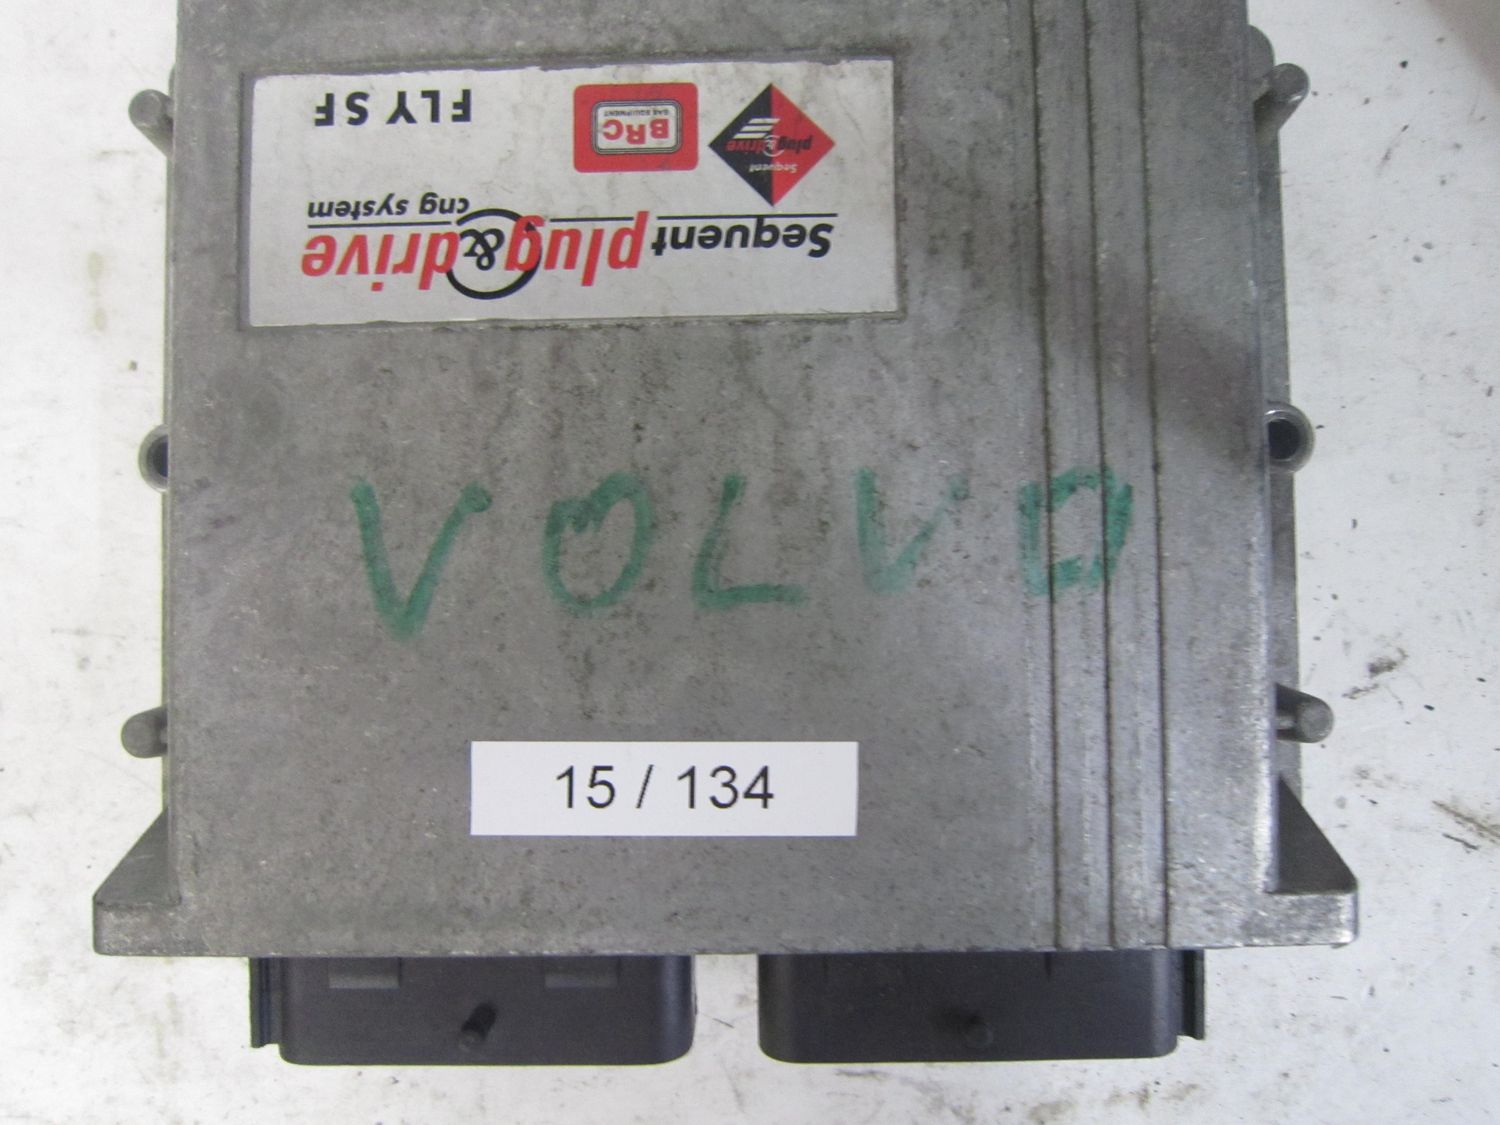 Sequent plug&drive
cng system
Sequent
plug&drive
BRC
GAS EQUIPMENT
FLY SF
VOLVO
15 / 134